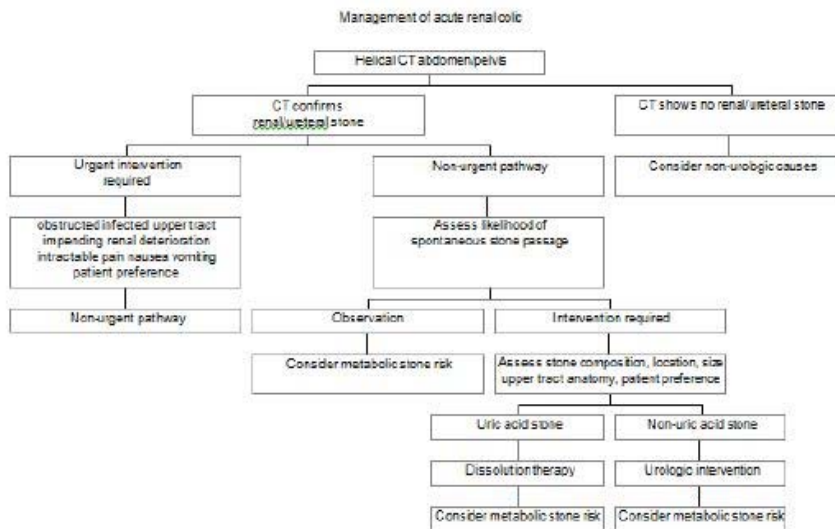 Management of acute renal colic
Helical CT abdomen/pelvis
CT confirms
renal/ureteral stone
CT shows no renal/ureteral stone
Urgent intervention
required
Non-urgent pathway
Consider non-urologic causes
obstructed infected upper tract
impending renal deterioration
intractable pain nausea vomiting
patient preference
Assess likelihood of
spontaneous stone passage
Non-urgent pathway
Observation
Intervention required
Consider metabolic stone risk
Assess stone composition, location, size
upper tract anatomy, patient preference
Uric acid stone
Non-uric acid stone
Dissolution therapy
Urologic intervention
Consider metabolic stone risk
Consider metabolic stone risk